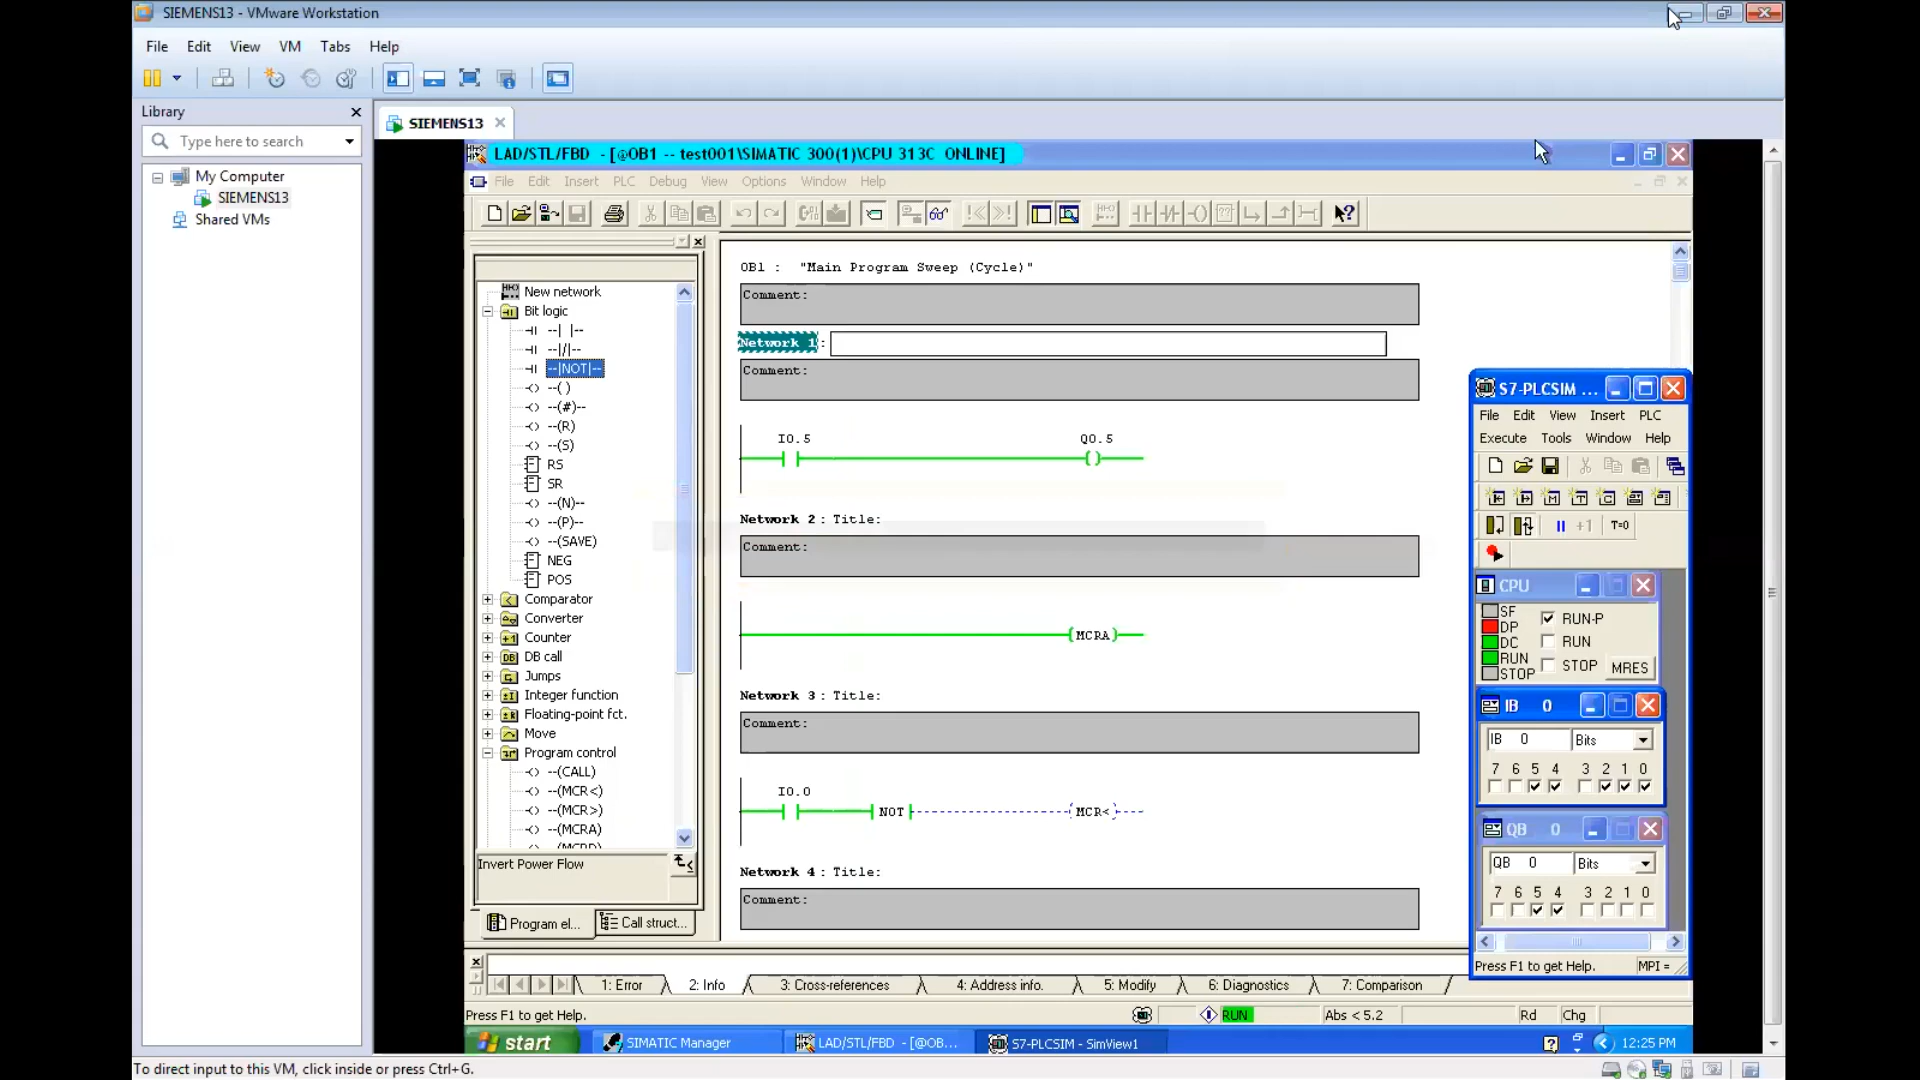 SIEMENS13 - VMware Workstation
File Edit View VM Tabs Help
Library
Type here to search
My Computer
SIEMENS13
Shared VMs
SIEMENS13
LAD/STL/FBD - [@OB1 -- test001\SIMATIC 300(1)\CPU 313C ONLINE]
File Edit Insert PLC Debug View Options Window Help
New network
Bit logic
--| |--
--|/|--
--|NOT|--
--( )
--(#)--
--(R)
--(S)
RS
SR
--(N)--
--(P)--
--(SAVE)
NEG
POS
Comparator
Converter
Counter
DB call
Jumps
Integer function
Floating-point fct.
Move
Program control
--(CALL)
--(MCR<)
--(MCR>)
--(MCRA)
--(MCRD)
Invert Power Flow
Program el...
Call struct...
OB1 : "Main Program Sweep (Cycle)"
Comment:
Network 1:
Comment:
I0.5 Q0.5
Network 2 : Title:
Comment:
MCRA
Network 3 : Title:
Comment:
I0.0
NOT MCR<
Network 4 : Title:
Comment:
S7-PLCSIM ...
File Edit View Insert PLC
Execute Tools Window Help
+1 T=0
CPU
SF
DP
DC
RUN
STOP
RUN-P
RUN
STOP MRES
IB 0
IB 0 Bits
7 6 5 4 3 2 1 0
QB 0
QB 0 Bits
7 6 5 4 3 2 1 0
Press F1 to get Help. MPI =
1: Error 2: Info 3: Cross-references 4: Address info. 5: Modify 6: Diagnostics 7: Comparison
Press F1 to get Help. RUN Abs < 5.2 Rd Chg
start SIMATIC Manager LAD/STL/FBD - [@OB... S7-PLCSIM - SimView1 12:25 PM
To direct input to this VM, click inside or press Ctrl+G.